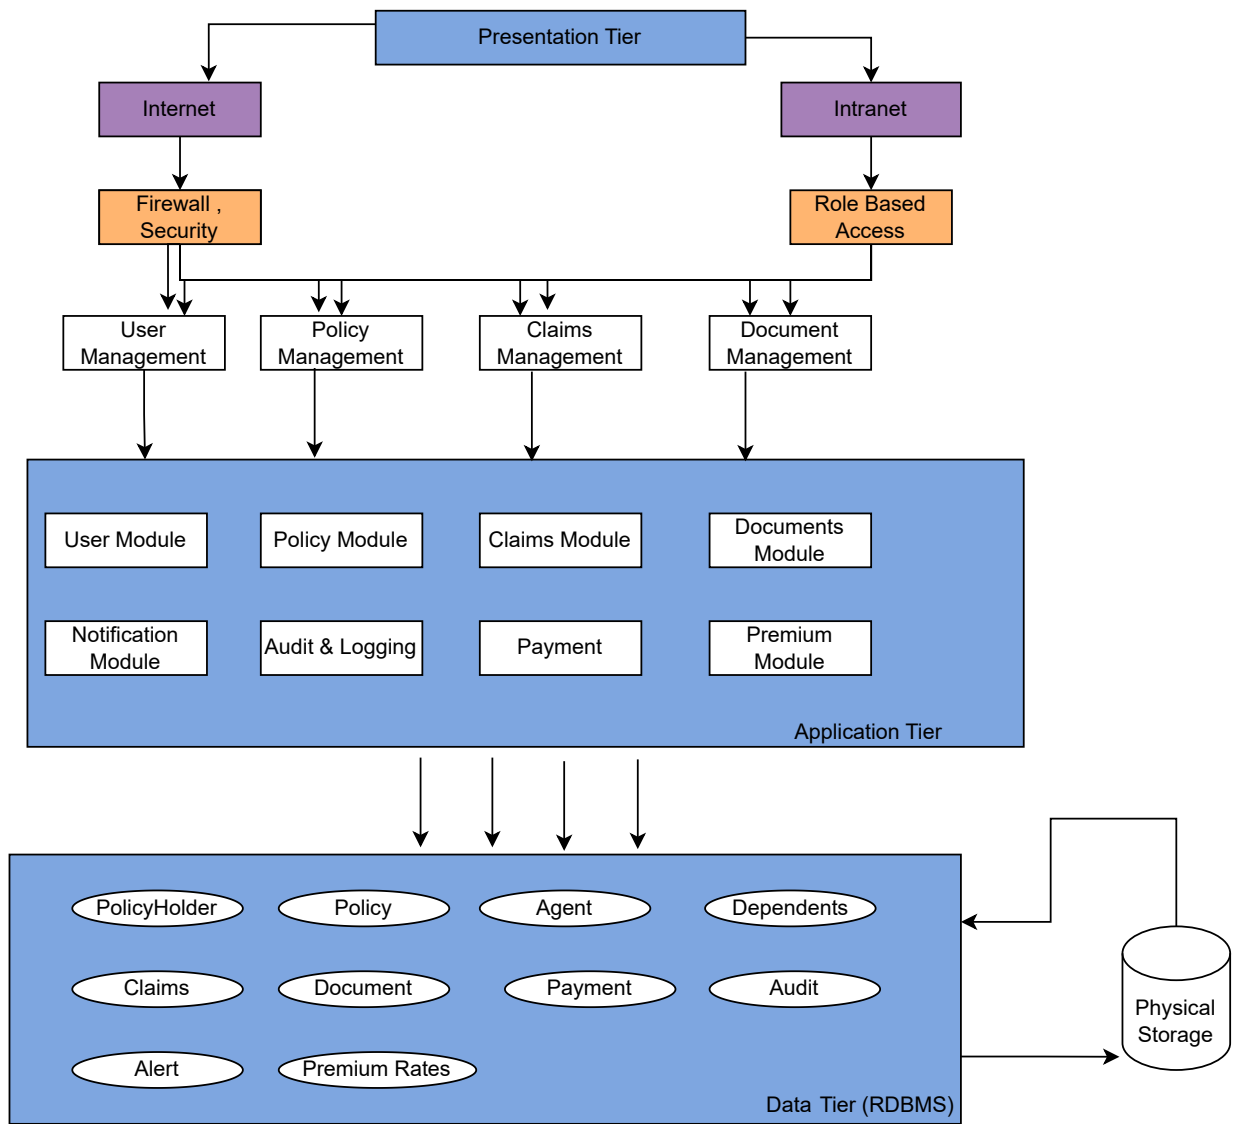 Presentation Tier
Internet
Intranet
Firewall ,
Security
Role Based
Access
User
Management
Policy
Management
Claims
Management
Document
Management
User Module
Policy Module
Claims Module
Documents
Module
Notification
Module
Audit & Logging
Payment
Premium
Module
Application Tier
PolicyHolder
Policy
Agent
Dependents
Claims
Document
Payment
Audit
Physical
Storage
Alert
Premium Rates
Data Tier (RDBMS)